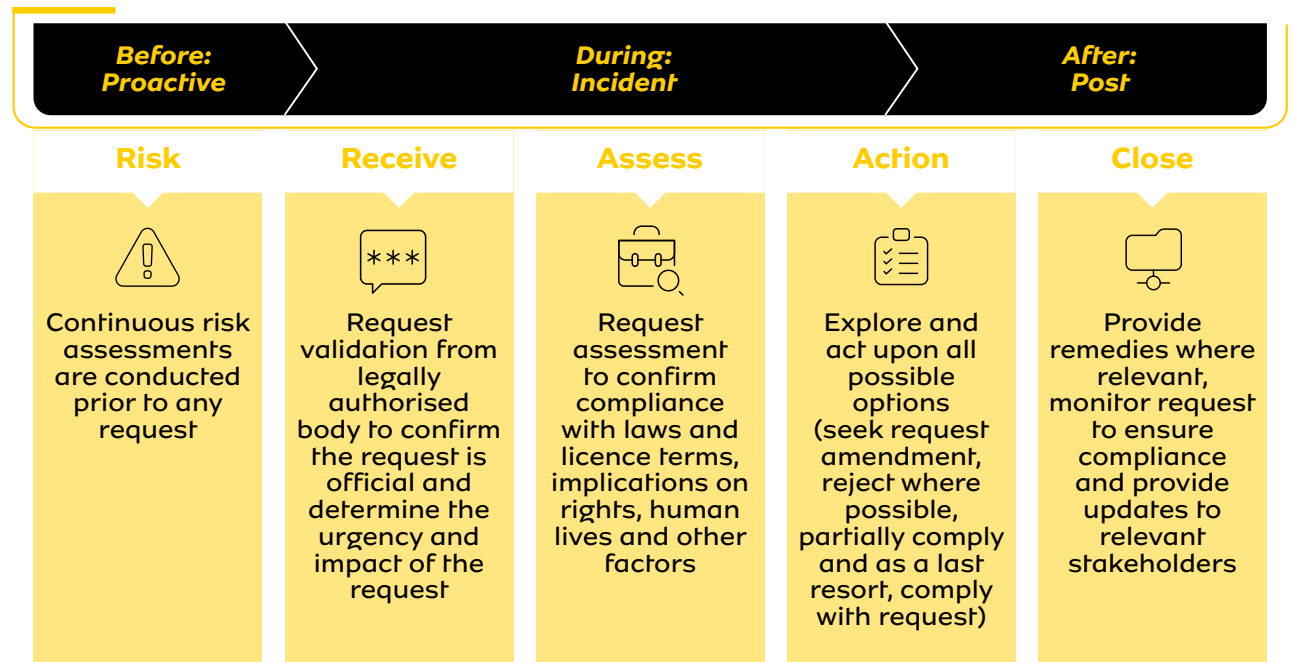 Before:
Proactive
During:
Incident
After:
Post
Risk
Continuous risk
assessments
are conducted
prior to any
request
Receive
***
Request
validation from
legally
authorised
body to confirm
the request is
official and
determine the
urgency and
impact of the
request
Assess
Request
assessment
to confirm
compliance
with laws and
licence terms,
implications on
rights, human
lives and other
factors
Action
Explore and
act upon all
possible
options
(seek request
amendment,
reject where
possible,
partially comply
and as a last
resort, comply
with request)
Close
Provide
remedies where
relevant,
monitor request
to ensure
compliance
and provide
updates to
relevant
stakeholders